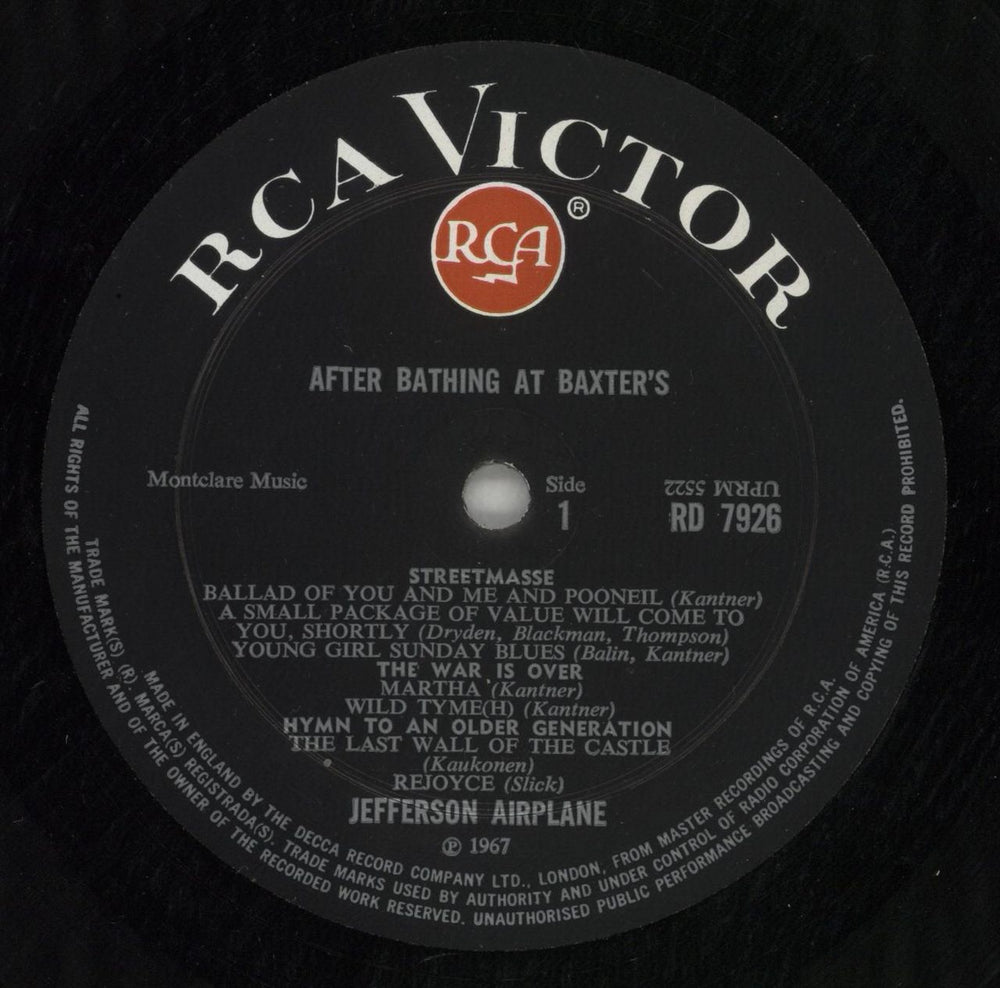 RCA VICTOR
RCA
®
AFTER BATHING AT BAXTER'S
Montclare Music
Side
1
UPRM 5522
RD 7926
STREETMASSE
BALLAD OF YOU AND ME AND POONEIL (Kantner)
A SMALL PACKAGE OF VALUE WILL COME TO
YOU, SHORTLY (Dryden, Blackman, Thompson)
YOUNG GIRL SUNDAY BLUES (Balin, Kantner)
THE WAR IS OVER
MARTHA (Kantner)
WILD TYME(H) (Kantner)
HYMN TO AN OLDER GENERATION
THE LAST WALL OF THE CASTLE
(Kaukonen)
REJOYCE (Slick)
JEFFERSON AIRPLANE
℗ 1967
MADE IN ENGLAND BY THE DECCA RECORD COMPANY LTD., LONDON, FROM MASTER RECORDINGS OF R.C.A.
TRADE MARK(S) (R). MARCA(S) REGISTRADA(S). TRADE MARKS USED BY AUTHORITY AND UNDER CONTROL OF RADIO CORPORATION OF AMERICA (R.C.A.)
ALL RIGHTS OF THE MANUFACTURER AND OF THE OWNER OF THE RECORDED WORK RESERVED. UNAUTHORISED PUBLIC PERFORMANCE BROADCASTING AND COPYING OF THIS RECORD PROHIBITED.